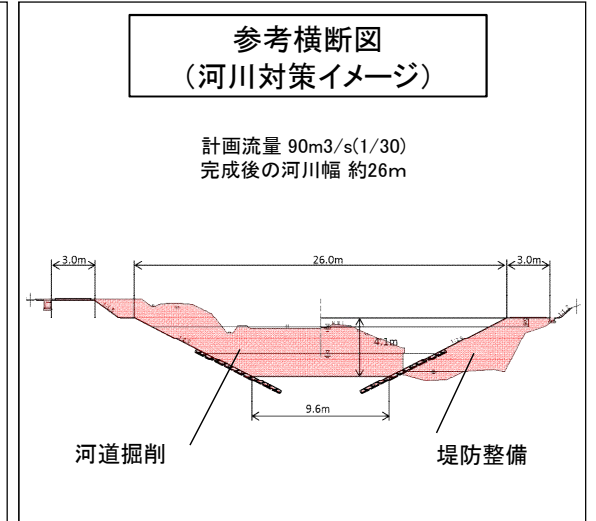 参考横断図
(河川対策イメージ)
計画流量 90m3/s(1/30)
完成後の河川幅 約26m
3.0m
26.0m
3.0m
4.1m
9.6m
河道掘削
堤防整備